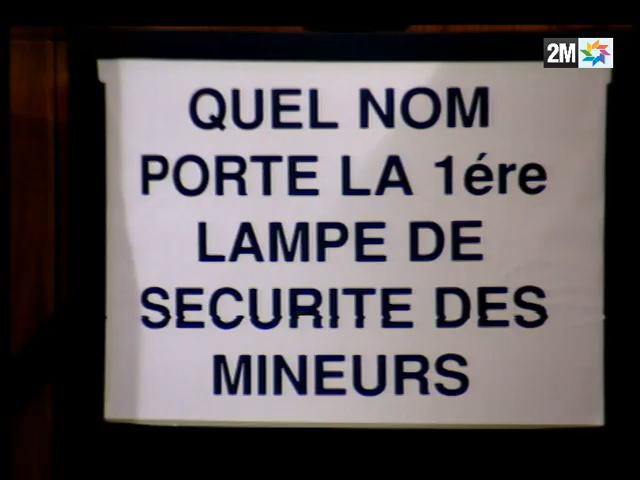 2M
QUEL NOM
PORTE LA 1ére
LAMPE DE
SECURITE DES
MINEURS